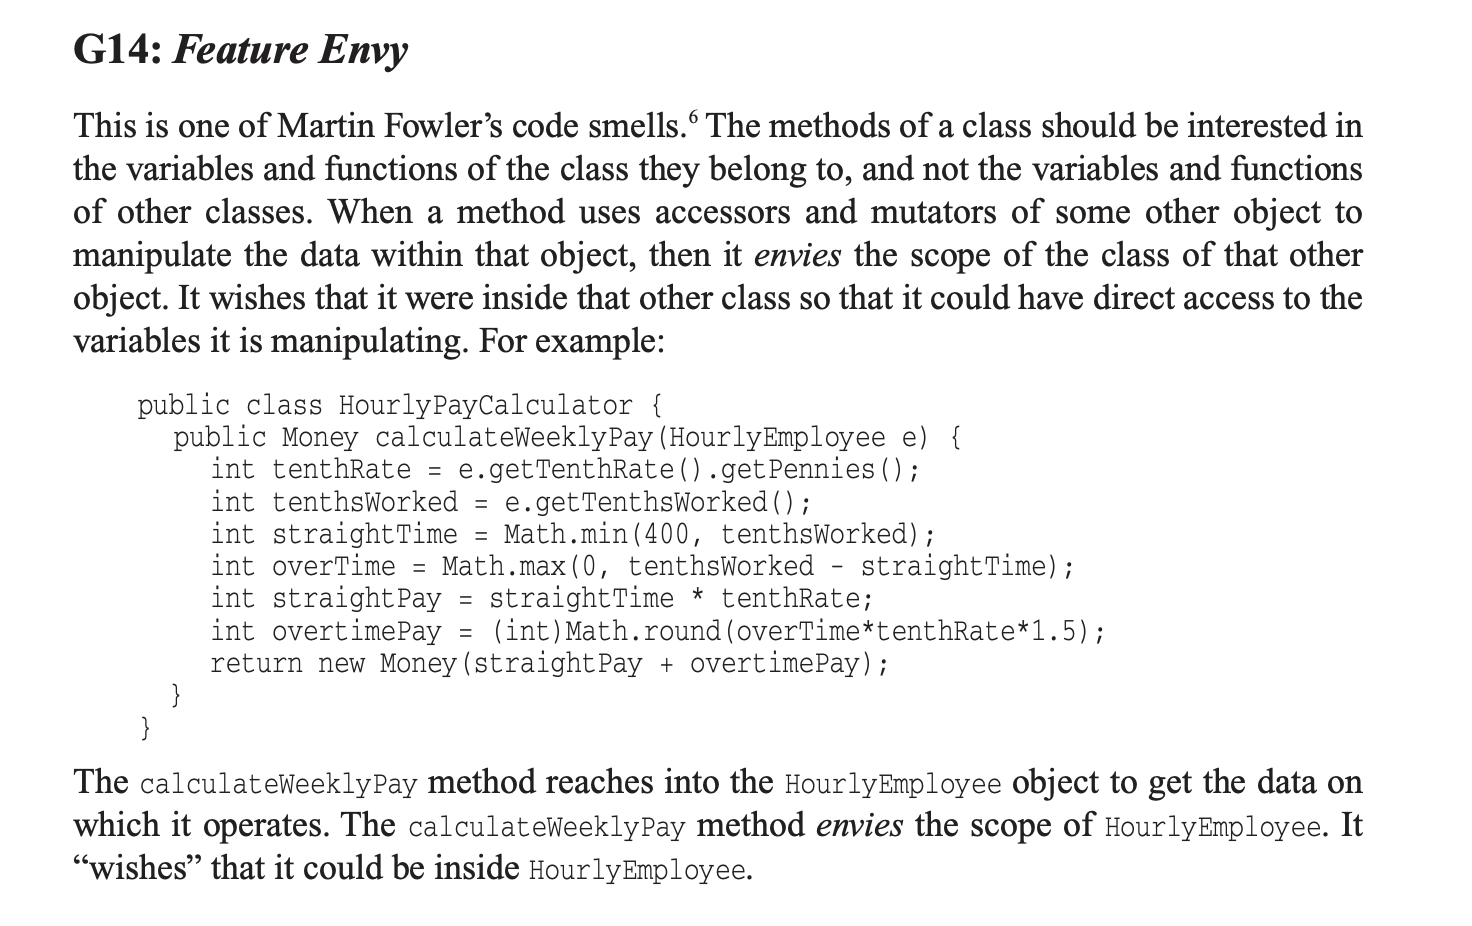 G14: Feature Envy
This is one of Martin Fowler’s code smells.6 The methods of a class should be interested in
the variables and functions of the class they belong to, and not the variables and functions
of other classes. When a method uses accessors and mutators of some other object to
manipulate the data within that object, then it envies the scope of the class of that other
object. It wishes that it were inside that other class so that it could have direct access to the
variables it is manipulating. For example:
public class HourlyPayCalculator {
public Money calculateWeeklyPay(HourlyEmployee e) {
int tenthRate = e.getTenthRate().getPennies();
int tenthsWorked = e.getTenthsWorked();
int straightTime = Math.min(400, tenthsWorked);
int overTime = Math.max(0, tenthsWorked - straightTime);
int straightPay = straightTime * tenthRate;
int overtimePay = (int)Math.round(overTime*tenthRate*1.5);
return new Money(straightPay + overtimePay);
}
}
The calculateWeeklyPay method reaches into the HourlyEmployee object to get the data on
which it operates. The calculateWeeklyPay method envies the scope of HourlyEmployee. It
“wishes” that it could be inside HourlyEmployee.